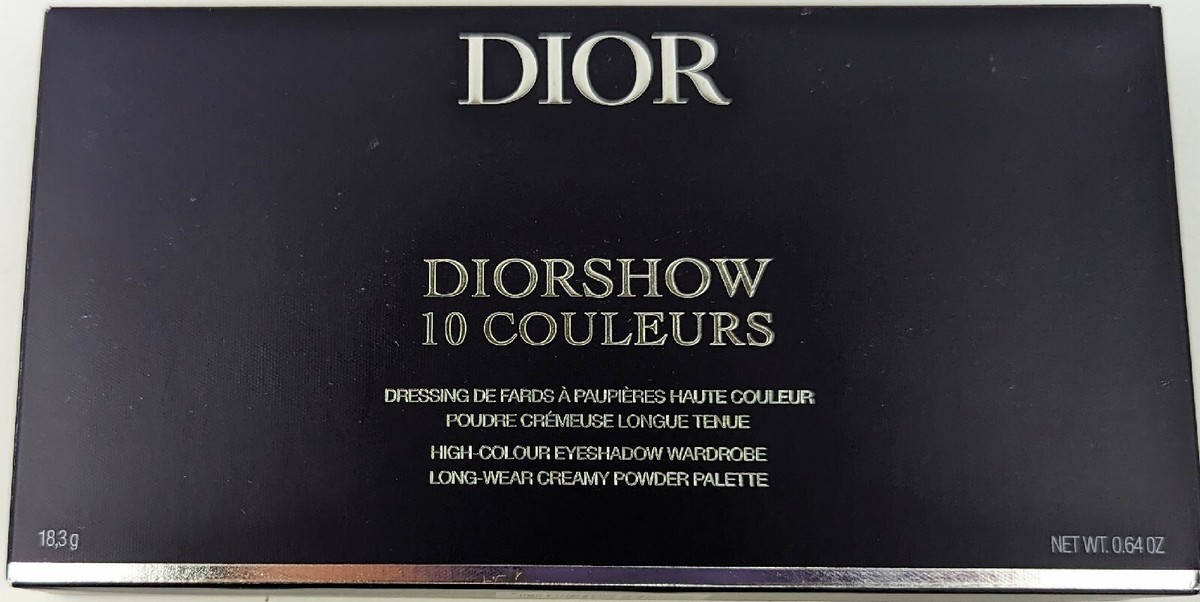 DIOR
DIORSHOW
10 COULEURS
DRESSING DE FARDS À PAUPIÈRES HAUTE COULEUR
POUDRE CRÉMEUSE LONGUE TENUE
HIGH-COLOUR EYESHADOW WARDROBE
LONG-WEAR CREAMY POWDER PALETTE
18,3 g
NET WT. 0.64 OZ